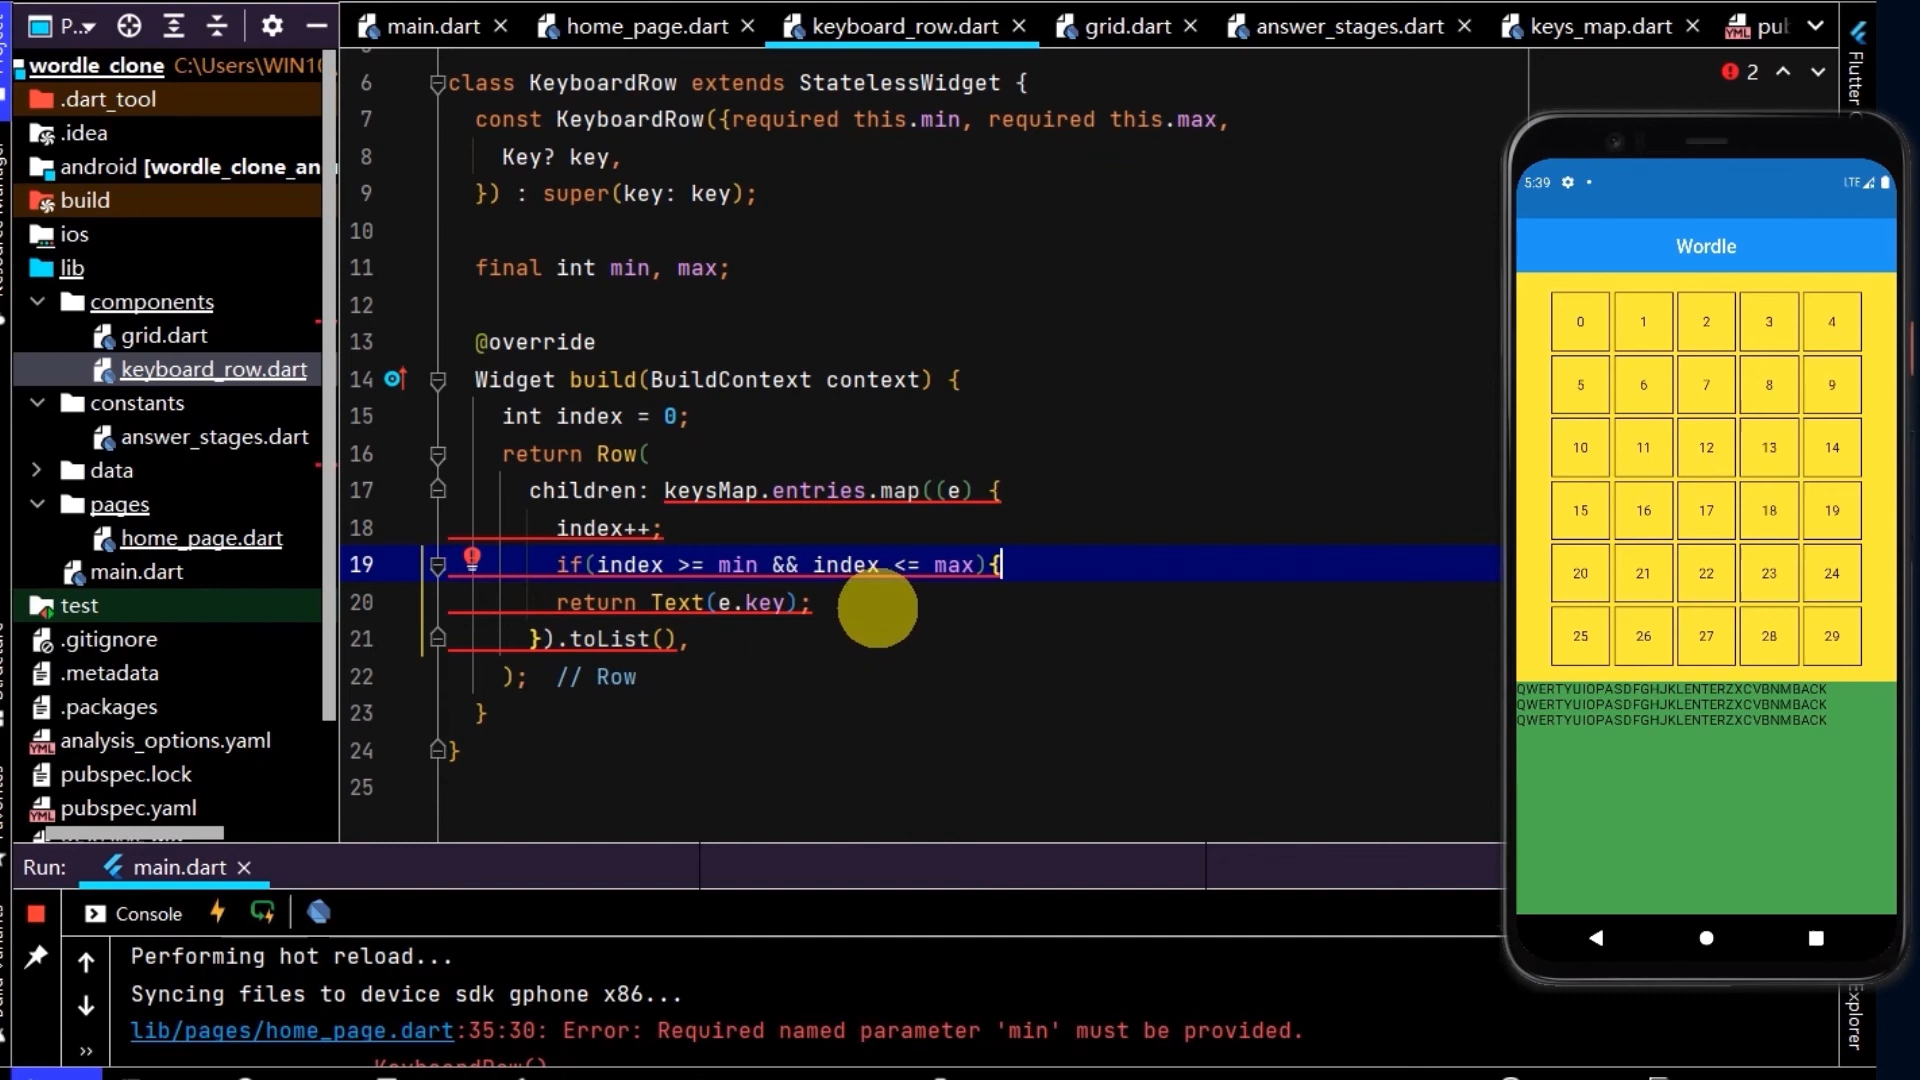 P...
main.dart
home_page.dart
keyboard_row.dart
grid.dart
answer_stages.dart
keys_map.dart
pub
wordle_clone C:\Users\WIN10
.dart_tool
.idea
android [wordle_clone_an
build
ios
lib
components
grid.dart
keyboard_row.dart
constants
answer_stages.dart
data
pages
home_page.dart
main.dart
test
.gitignore
.metadata
.packages
analysis_options.yaml
pubspec.lock
pubspec.yaml
2
6 class KeyboardRow extends StatelessWidget {
7 const KeyboardRow({required this.min, required this.max,
8 Key? key,
9 }) : super(key: key);
10
11 final int min, max;
12
13 @override
14 Widget build(BuildContext context) {
15 int index = 0;
16 return Row(
17 children: keysMap.entries.map((e) {
18 index++;
19 if(index >= min && index <= max){
20 return Text(e.key);
21 }).toList(),
22 ); // Row
23 }
24 }
25
Flutter
5:39
LTE
Wordle
0 1 2 3 4
5 6 7 8 9
10 11 12 13 14
15 16 17 18 19
20 21 22 23 24
25 26 27 28 29
QWERTYUIOPASDFGHJKLENTERZXCVBNMBACK
QWERTYUIOPASDFGHJKLENTERZXCVBNMBACK
QWERTYUIOPASDFGHJKLENTERZXCVBNMBACK
Run: main.dart
Console
Performing hot reload...
Syncing files to device sdk gphone x86...
lib/pages/home_page.dart:35:30: Error: Required named parameter 'min' must be provided.
KeyboardRow()
Explorer